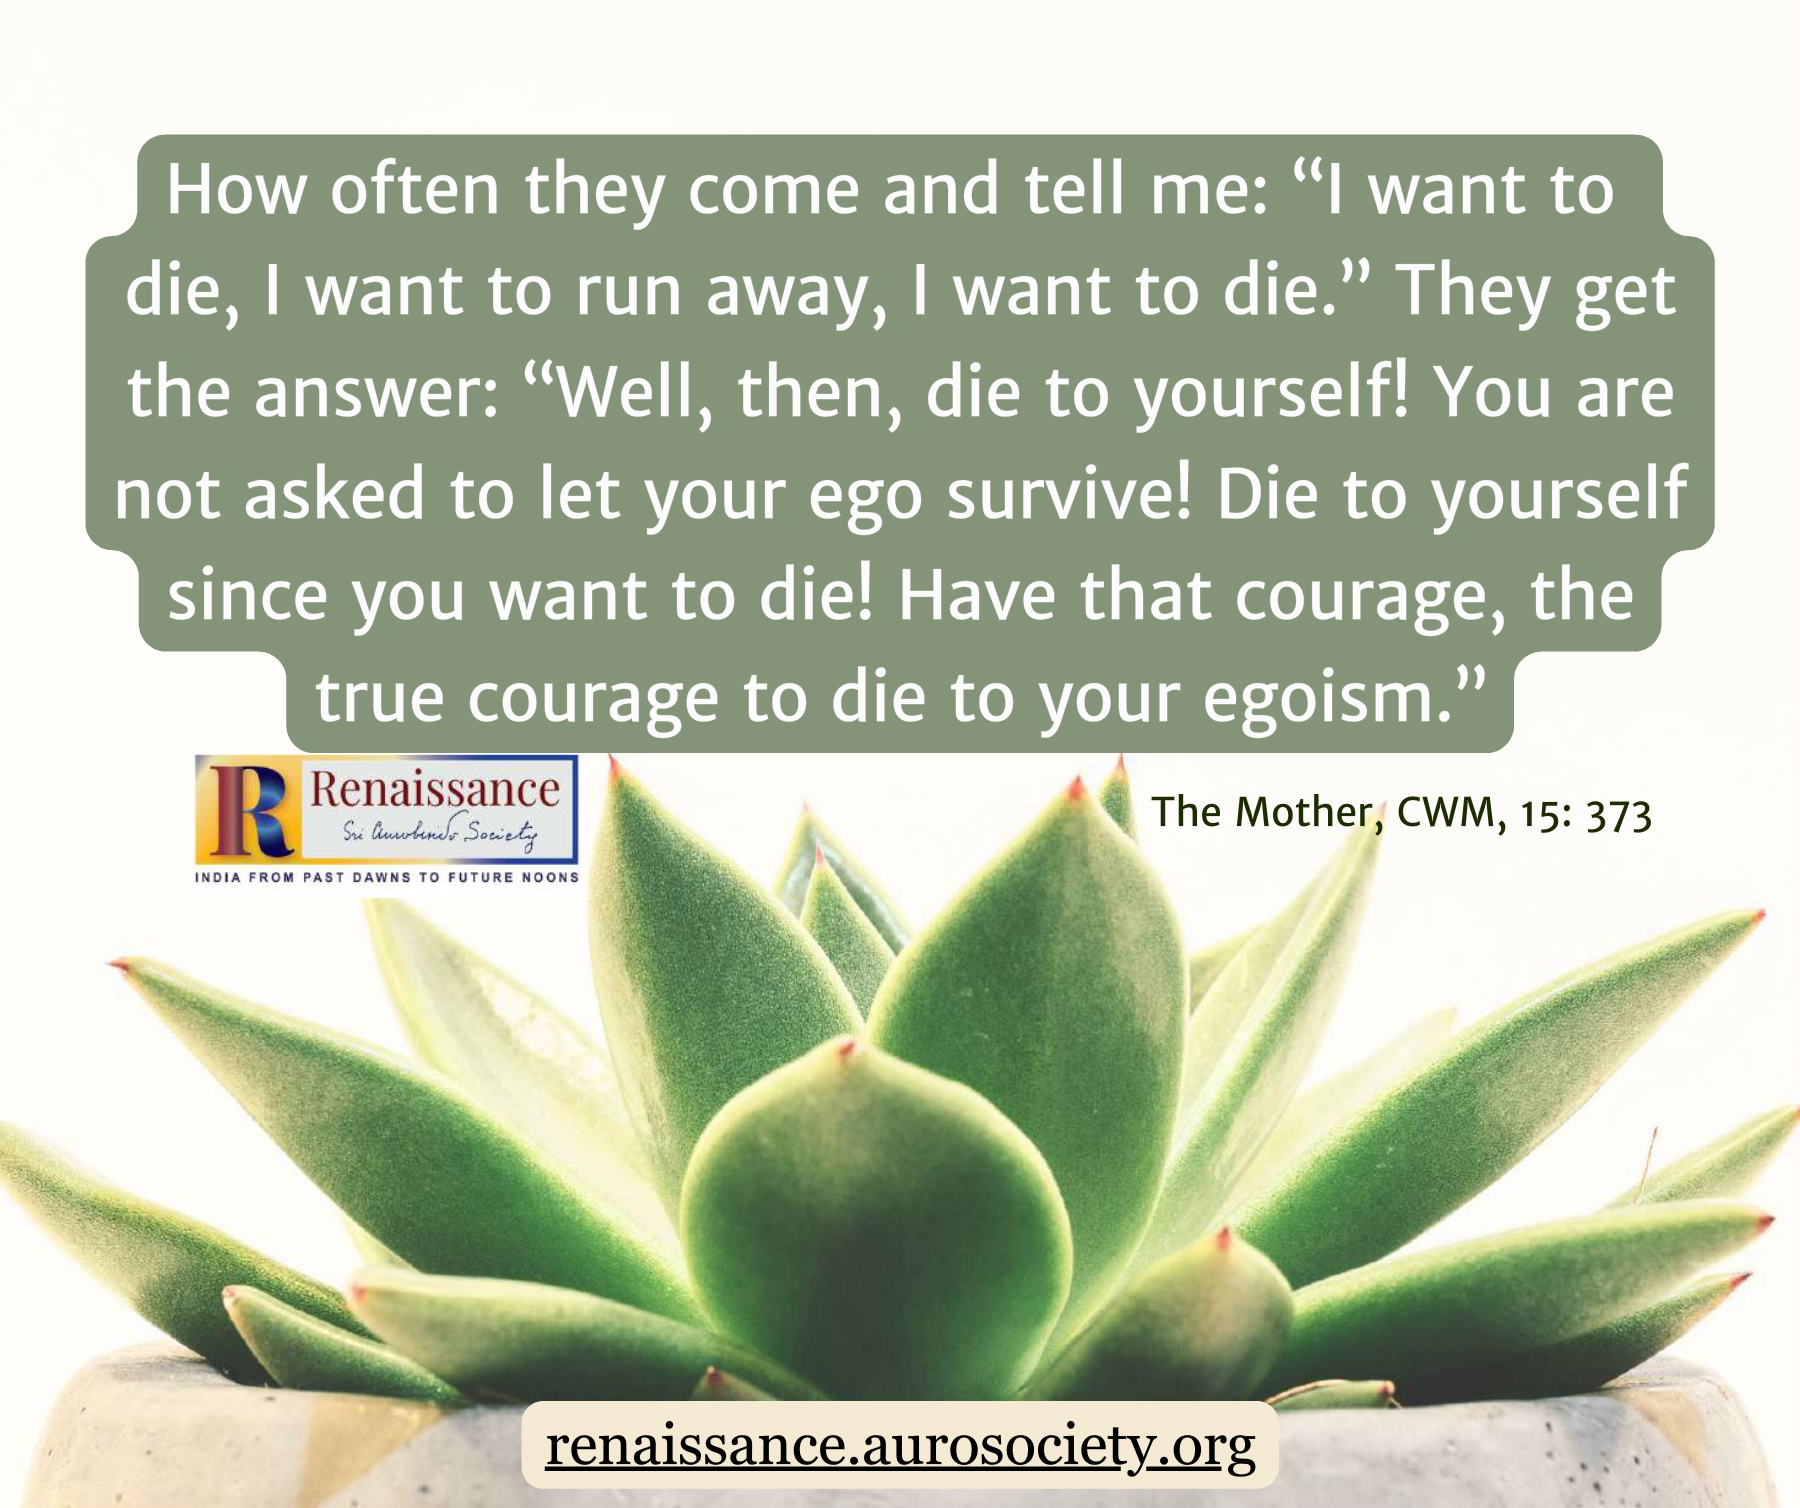 How often they come and tell me: “I want to
die, I want to run away, I want to die.” They get
the answer: “Well, then, die to yourself! You are
not asked to let your ego survive! Die to yourself
since you want to die! Have that courage, the
true courage to die to your egoism.”
R Renaissance
Sri Aurobindo Society
INDIA FROM PAST DAWNS TO FUTURE NOONS
The Mother, CWM, 15: 373
renaissance.aurosociety.org